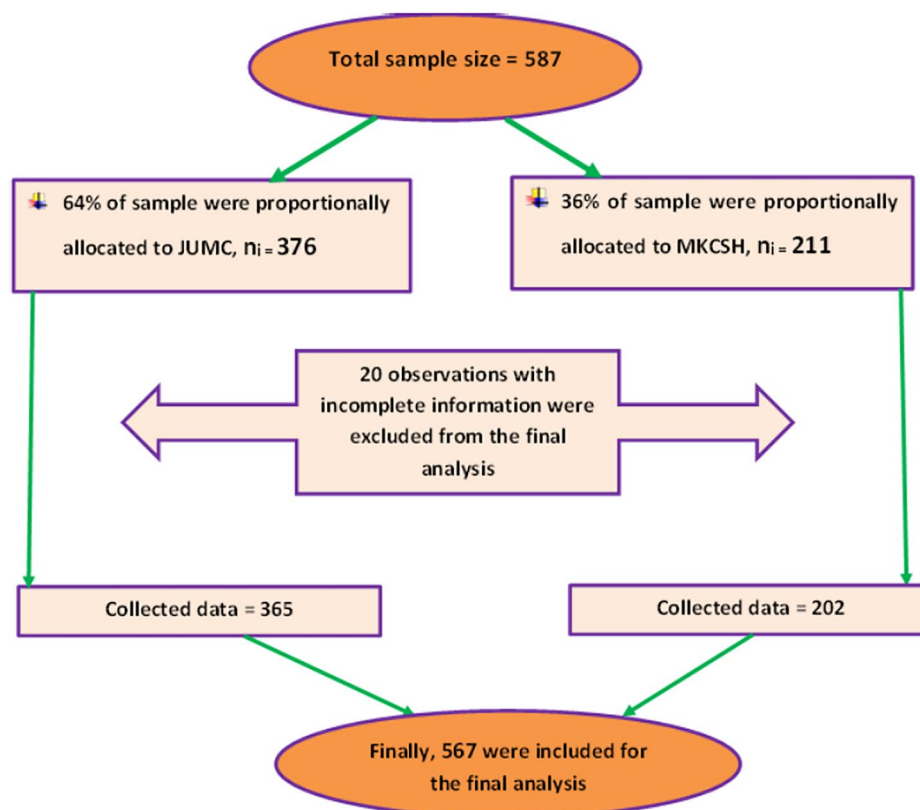 Total sample size = 587
64% of sample were proportionally
allocated to JUMC, ni = 376
36% of sample were proportionally
allocated to MKCSH, ni = 211
20 observations with
incomplete information were
excluded from the final
analysis
Collected data = 365
Collected data = 202
Finally, 567 were included for
the final analysis